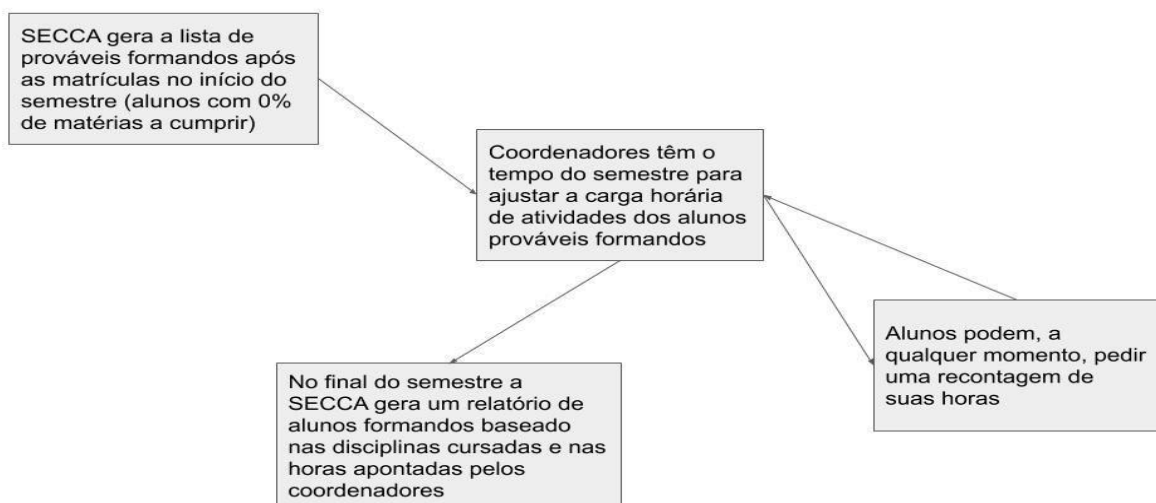 SECCA gera a lista de
prováveis formandos após
as matrículas no início do
semestre (alunos com 0%
de matérias a cumprir)
Coordenadores têm o
tempo do semestre para
ajustar a carga horária
de atividades dos alunos
prováveis formandos
Alunos podem, a
qualquer momento, pedir
uma recontagem de
suas horas
No final do semestre a
SECCA gera um relatório de
alunos formandos baseado
nas disciplinas cursadas e nas
horas apontadas pelos
coordenadores